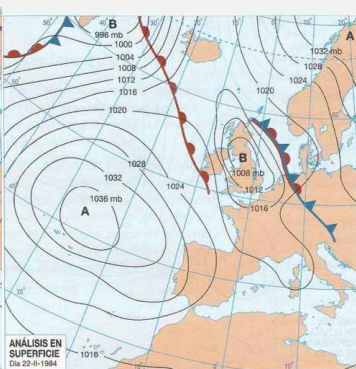 B
996 mb
1000
1004
1008
1012
1016
1020
A
1032 mb
1028
1024
1020
B
1008 mb
1012
1016
1028
1032
1024
A
1036 mb
1016
ANÁLISIS EN
SUPERFICIE
Día 22-II-1984